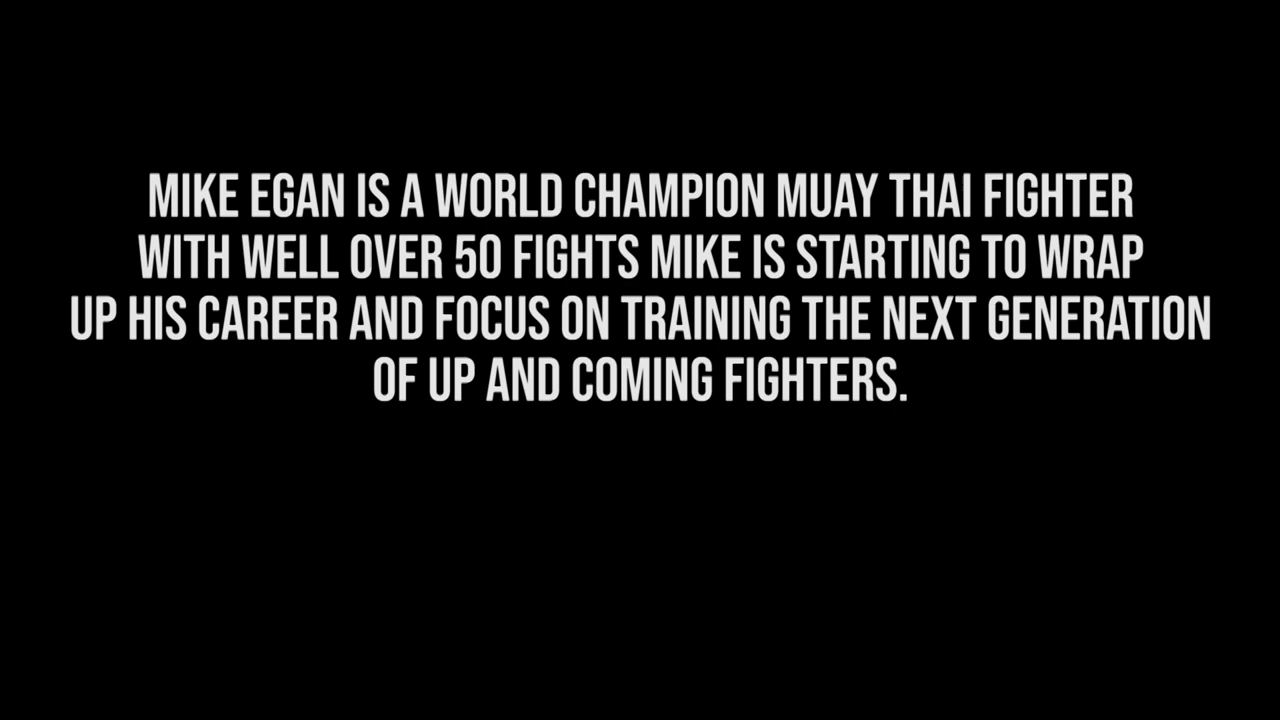 MIKE EGAN IS A WORLD CHAMPION MUAY THAI FIGHTER
WITH WELL OVER 50 FIGHTS MIKE IS STARTING TO WRAP
UP HIS CAREER AND FOCUS ON TRAINING THE NEXT GENERATION
OF UP AND COMING FIGHTERS.